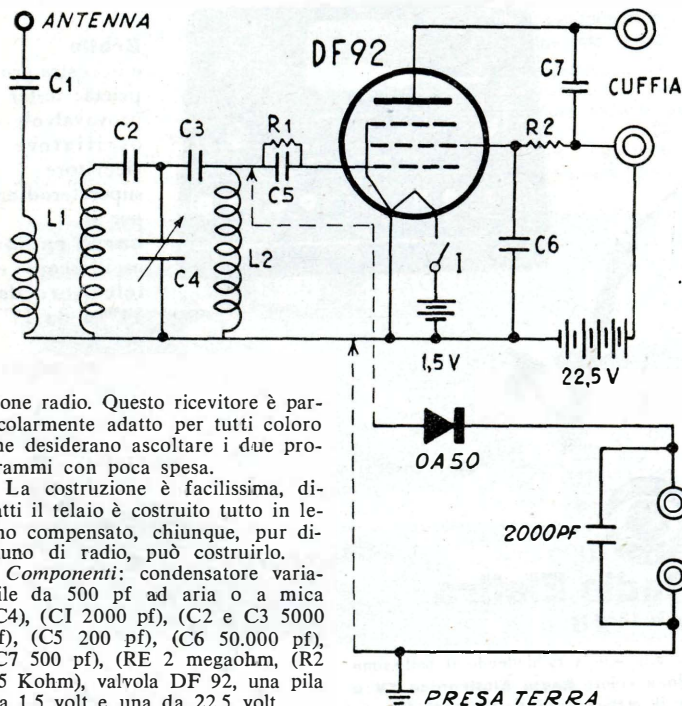 ANTENNA
C1
C2
C3
R1
C5
L1
C4
L2
DF92
C7
CUFFIA
R2
C6
I
1,5 V
22,5 V
OA50
2000PF
PRESA TERRA
one radio. Questo ricevitore è par-
colarmente adatto per tutti coloro
ne desiderano ascoltare i due pro-
rammi con poca spesa.
La costruzione è facilissima, di-
atti il telaio è costruito tutto in le-
no compensato, chiunque, pur di-
uno di radio, può costruirlo.
Componenti: condensatore varia-
ile da 500 pf ad aria o a mica
C4), (CI 2000 pf), (C2 e C3 5000
f), (C5 200 pf), (C6 50.000 pf),
C7 500 pf), (RE 2 megaohm, (R2
5 Kohm), valvola DF 92, una pila
a 1,5 volt e una da 22,5 volt.